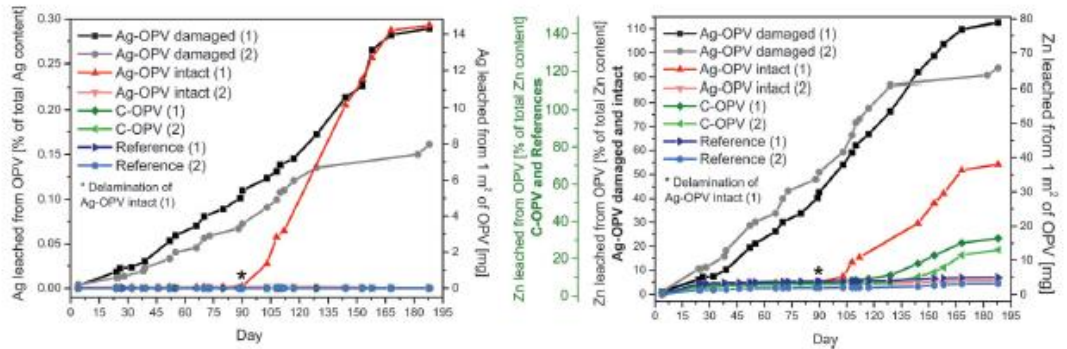 Ag leached from OPV [% of total Ag content]
0.30
0.25
0.20
0.15
0.10
0.05
0.00
Ag-OPV damaged (1)
Ag-OPV damaged (2)
Ag-OPV intact (1)
Ag-OPV intact (2)
C-OPV (1)
C-OPV (2)
Reference (1)
Reference (2)
* Delamination of
Ag-OPV intact (1)
*
14
12
10
8
6
4
2
0
Ag leached from 1 m² of OPV [mg]
0 15 30 45 60 75 90 105 120 135 150 165 180 195
Day
Zn leached from OPV [% of total Zn content]
C-OPV and References
140
120
100
80
60
40
20
0
Zn leached from OPV [% of total Zn content]
Ag-OPV damaged and intact
110
100
90
80
70
60
50
40
30
20
10
0
Ag-OPV damaged (1)
Ag-OPV damaged (2)
Ag-OPV intact (1)
Ag-OPV intact (2)
C-OPV (1)
C-OPV (2)
Reference (1)
Reference (2)
* Delamination of
Ag-OPV intact (1)
*
80
70
60
50
40
30
20
10
0
Zn leached from 1 m² of OPV [mg]
0 15 30 45 60 75 90 105 120 135 150 165 180 195
Day